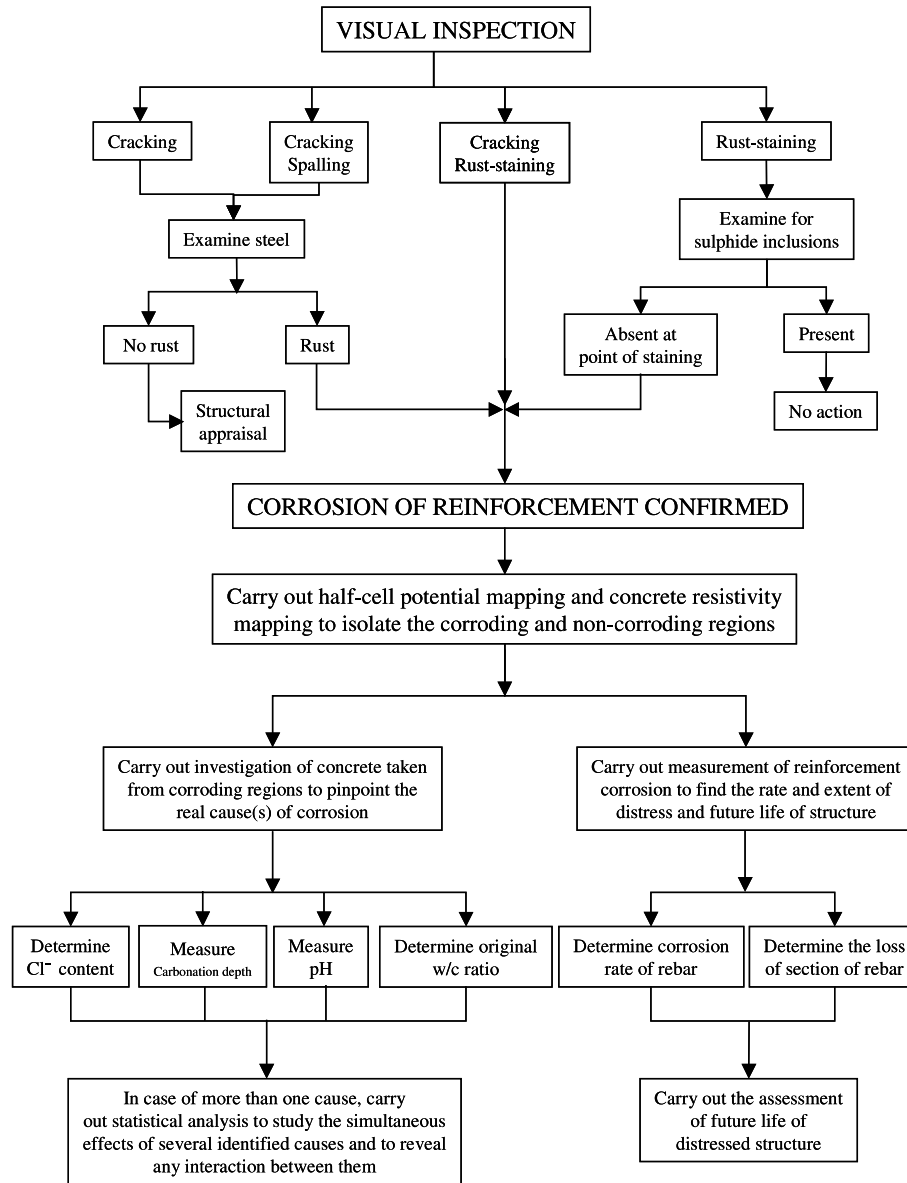 VISUAL INSPECTION
Cracking
Cracking
Spalling
Cracking
Rust-staining
Rust-staining
Examine steel
Examine for
sulphide inclusions
No rust
Rust
Absent at
point of staining
Present
Structural
appraisal
No action
CORROSION OF REINFORCEMENT CONFIRMED
Carry out half-cell potential mapping and concrete resistivity
mapping to isolate the corroding and non-corroding regions
Carry out investigation of concrete taken
from corroding regions to pinpoint the
real cause(s) of corrosion
Carry out measurement of reinforcement
corrosion to find the rate and extent of
distress and future life of structure
Determine
Cl⁻ content
Measure
Carbonation depth
Measure
pH
Determine original
w/c ratio
Determine corrosion
rate of rebar
Determine the loss
of section of rebar
In case of more than one cause, carry
out statistical analysis to study the simultaneous
effects of several identified causes and to reveal
any interaction between them
Carry out the assessment
of future life of
distressed structure